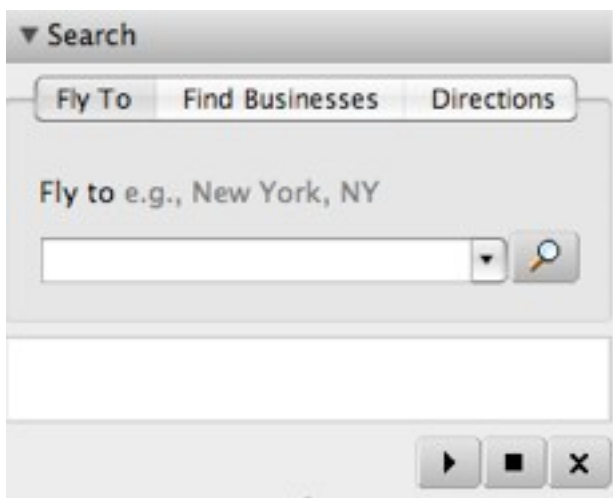 Search
Fly To Find Businesses Directions
Fly to e.g., New York, NY